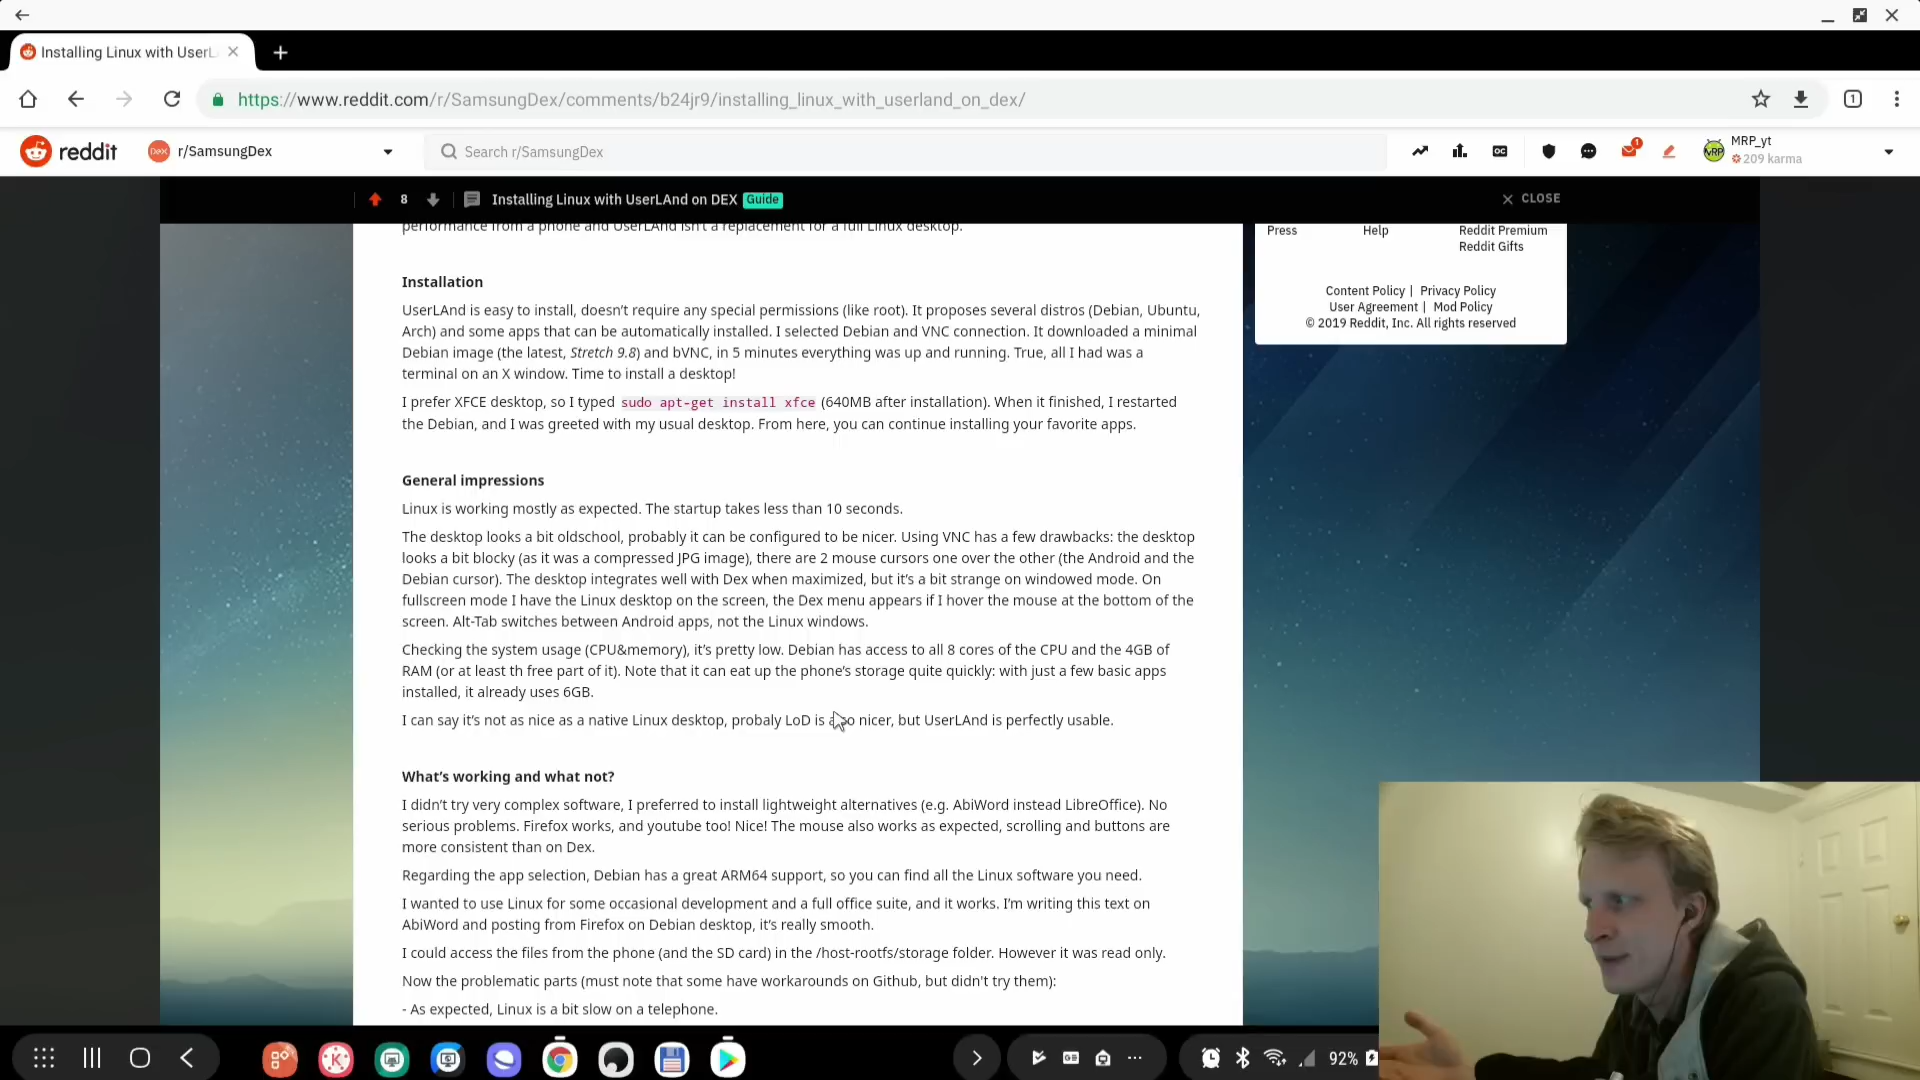 Installing Linux with UserL
https://www.reddit.com/r/SamsungDex/comments/b24jr9/installing_linux_with_userland_on_dex/
1
reddit
DeX
r/SamsungDex
Search r/SamsungDex
OC
1
MRP
MRP_yt
209 karma
8
Installing Linux with UserLAnd on DEX Guide
CLOSE
performance from a phone and UserLAnd isn't a replacement for a full Linux desktop.
Press Help Reddit Premium
Reddit Gifts
Content Policy | Privacy Policy
User Agreement | Mod Policy
© 2019 Reddit, Inc. All rights reserved
Installation
UserLAnd is easy to install, doesn't require any special permissions (like root). It proposes several distros (Debian, Ubuntu,
Arch) and some apps that can be automatically installed. I selected Debian and VNC connection. It downloaded a minimal
Debian image (the latest, Stretch 9.8) and bVNC, in 5 minutes everything was up and running. True, all I had was a
terminal on an X window. Time to install a desktop!
I prefer XFCE desktop, so I typed sudo apt-get install xfce (640MB after installation). When it finished, I restarted
the Debian, and I was greeted with my usual desktop. From here, you can continue installing your favorite apps.
General impressions
Linux is working mostly as expected. The startup takes less than 10 seconds.
The desktop looks a bit oldschool, probably it can be configured to be nicer. Using VNC has a few drawbacks: the desktop
looks a bit blocky (as it was a compressed JPG image), there are 2 mouse cursors one over the other (the Android and the
Debian cursor). The desktop integrates well with Dex when maximized, but it's a bit strange on windowed mode. On
fullscreen mode I have the Linux desktop on the screen, the Dex menu appears if I hover the mouse at the bottom of the
screen. Alt-Tab switches between Android apps, not the Linux windows.
Checking the system usage (CPU&memory), it's pretty low. Debian has access to all 8 cores of the CPU and the 4GB of
RAM (or at least th free part of it). Note that it can eat up the phone's storage quite quickly: with just a few basic apps
installed, it already uses 6GB.
I can say it's not as nice as a native Linux desktop, probaly LoD is also nicer, but UserLAnd is perfectly usable.
What's working and what not?
I didn't try very complex software, I preferred to install lightweight alternatives (e.g. AbiWord instead LibreOffice). No
serious problems. Firefox works, and youtube too! Nice! The mouse also works as expected, scrolling and buttons are
more consistent than on Dex.
Regarding the app selection, Debian has a great ARM64 support, so you can find all the Linux software you need.
I wanted to use Linux for some occasional development and a full office suite, and it works. I'm writing this text on
AbiWord and posting from Firefox on Debian desktop, it's really smooth.
I could access the files from the phone (and the SD card) in the /host-rootfs/storage folder. However it was read only.
Now the problematic parts (must note that some have workarounds on Github, but didn't try them):
- As expected, Linux is a bit slow on a telephone.
92%